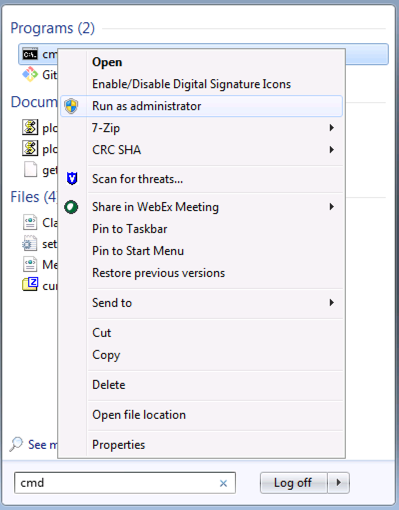 Programs (2)
cm
Open
Git
Enable/Disable Digital Signature Icons
Docum
Run as administrator
plo
7-Zip
plo
CRC SHA
get
Scan for threats...
Files (4
Share in WebEx Meeting
Cla
Pin to Taskbar
set
Pin to Start Menu
Me
Restore previous versions
cur
Send to
Cut
Copy
Delete
Open file location
See m
Properties
cmd
Log off